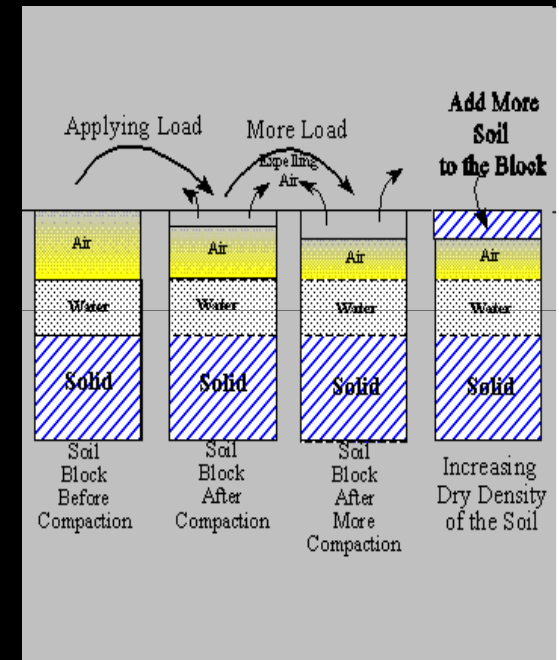 Add More
Soil
to the Block
Applying Load
More Load
Expelling
Air
Air
Air
Air
Air
Water
Water
Water
Water
Solid
Solid
Solid
Solid
Soil
Block
Before
Compaction
Soil
Block
After
Compaction
Soil
Block
After
More
Compaction
Increasing
Dry Density
of the Soil